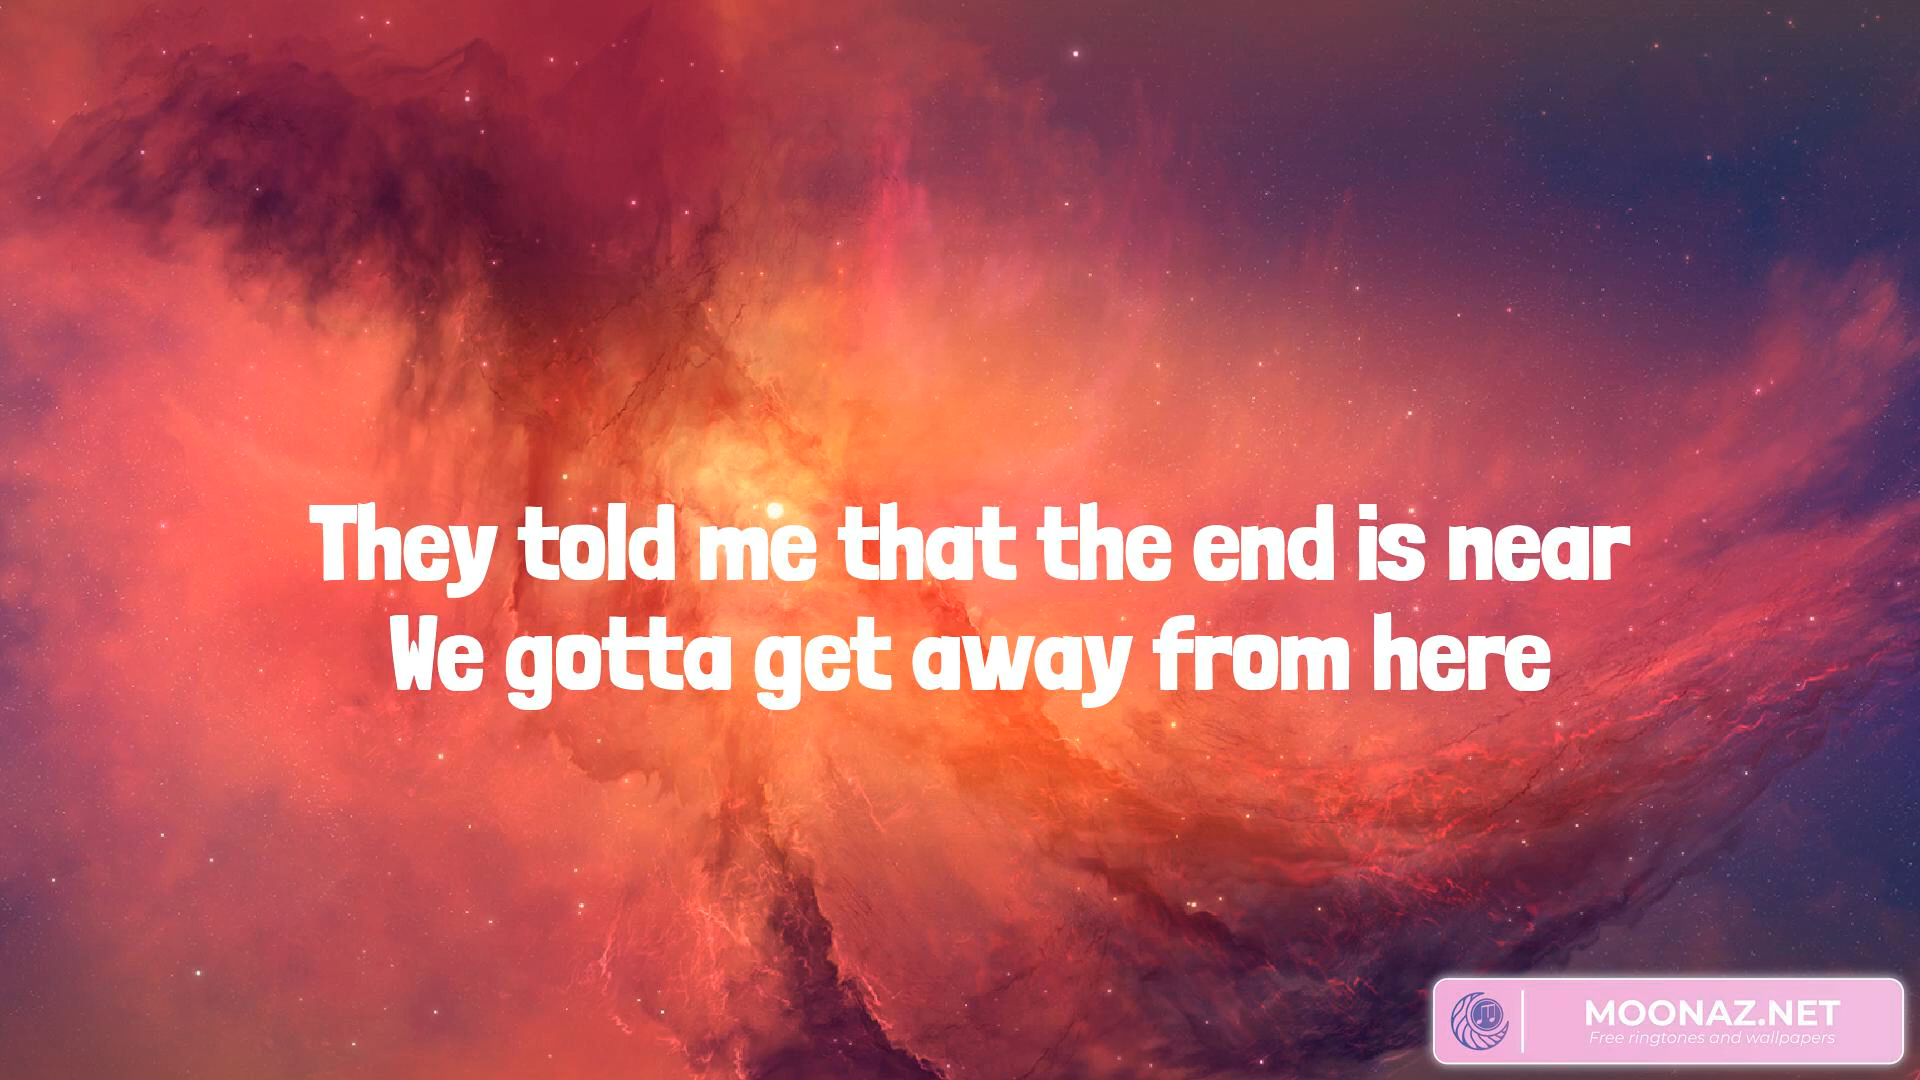 They told me that the end is near
We gotta get away from here
MOONAZ.NET
Free ringtones and wallpapers